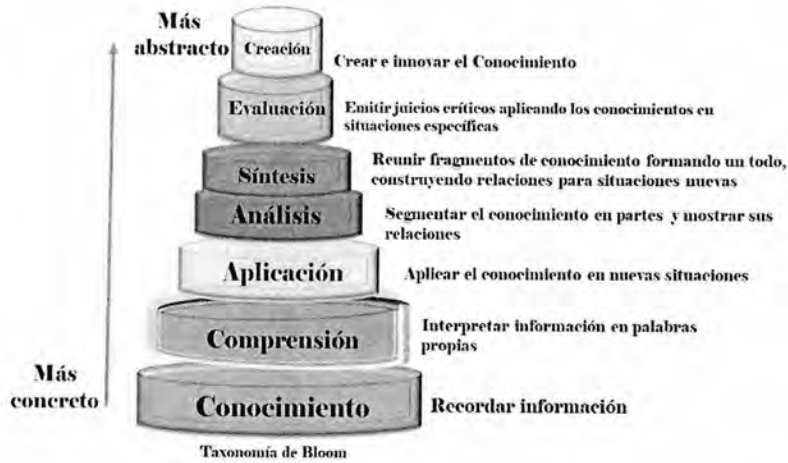 Más
abstracto
Creación
Crear e innovar el Conocimiento
Evaluación
Emitir juicios críticos aplicando los conocimientos en
situaciones específicas
Síntesis
Reunir fragmentos de conocimiento formando un todo,
construyendo relaciones para situaciones nuevas
Análisis
Segmentar el conocimiento en partes y mostrar sus
relaciones
Aplicación
Aplicar el conocimiento en nuevas situaciones
Comprensión
Interpretar información en palabras
propias
Más
concreto
Conocimiento
Recordar información
Taxonomía de Bloom